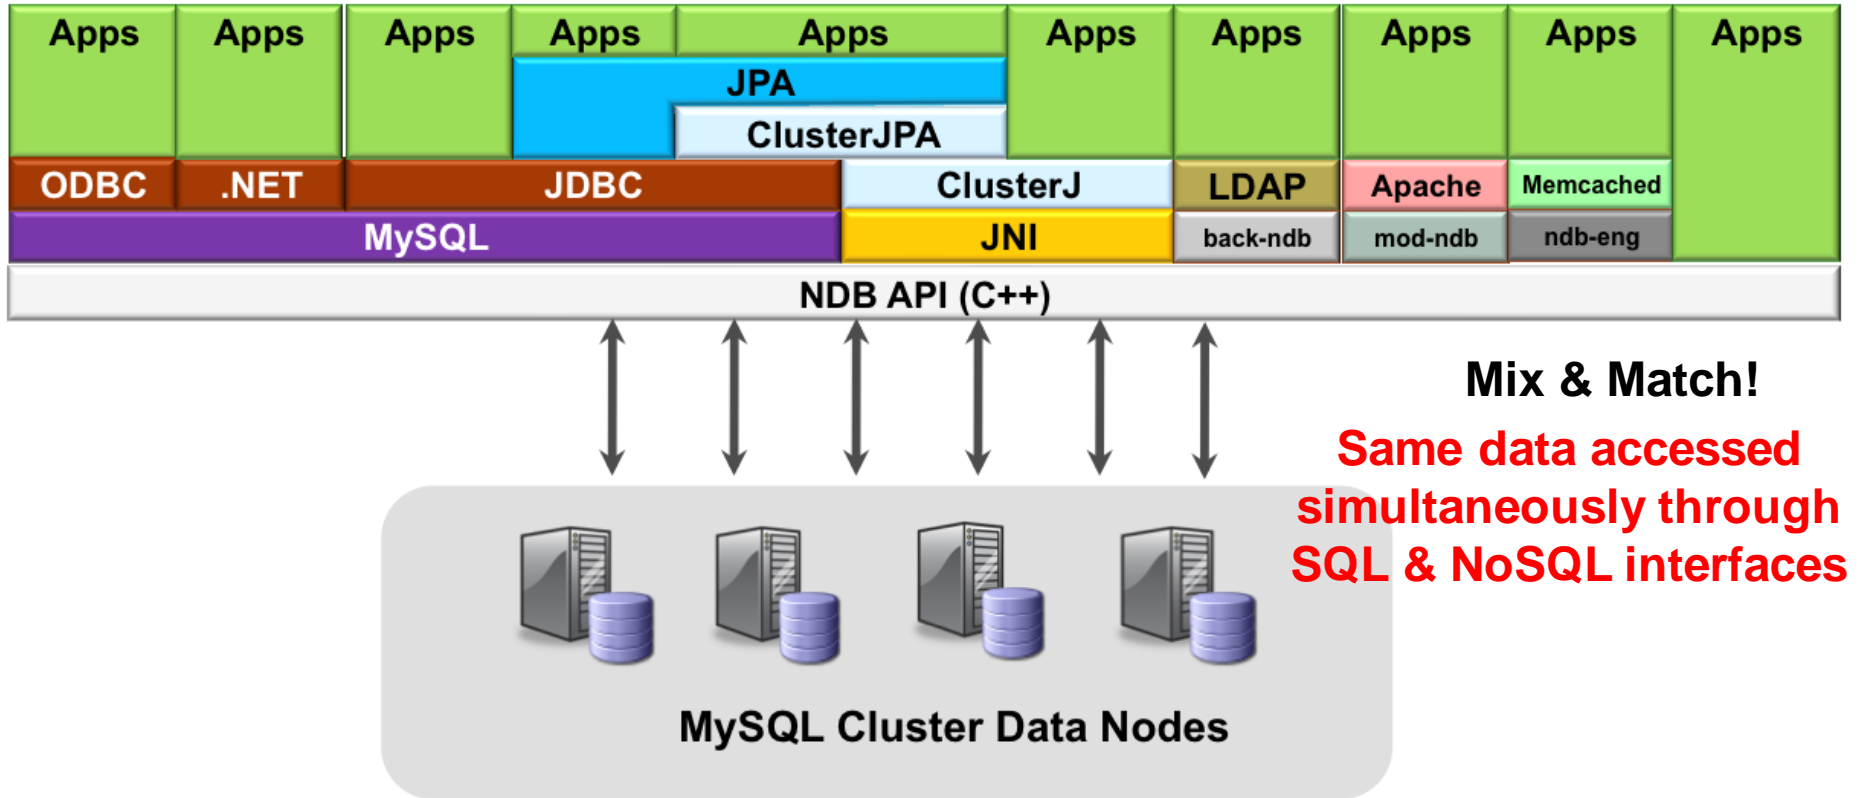 Apps Apps Apps Apps Apps Apps Apps Apps Apps Apps
JPA
ClusterJPA
ODBC .NET JDBC ClusterJ LDAP Apache Memcached
MySQL JNI back-ndb mod-ndb ndb-eng
NDB API (C++)
Mix & Match!
Same data accessed
simultaneously through
SQL & NoSQL interfaces
MySQL Cluster Data Nodes